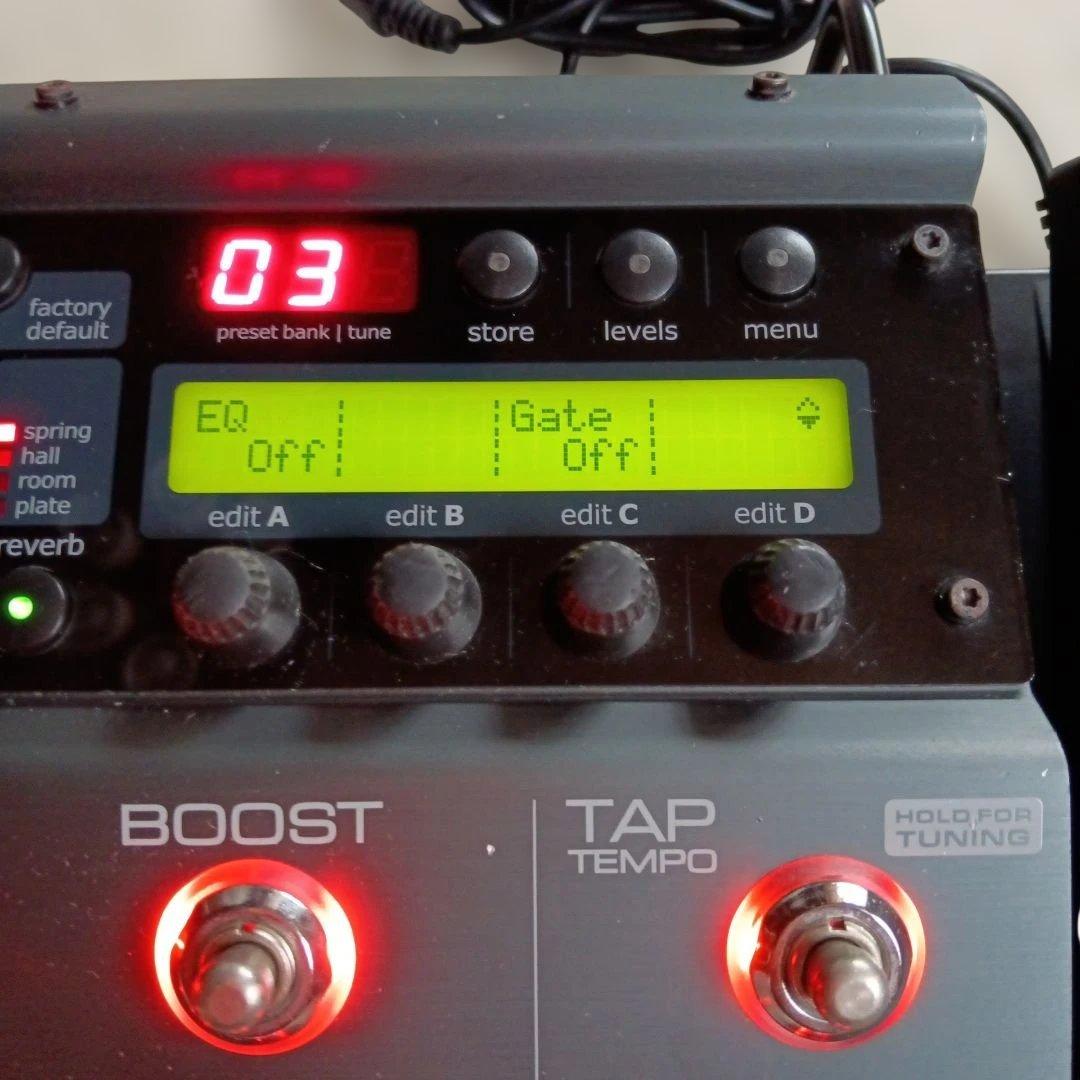 03
factory
default
preset bank | tune
store
levels
menu
EQ
Gate
Off
Off
spring
hall
room
plate
reverb
edit A
edit B
edit C
edit D
BOOST
TAP
TEMPO
HOLD FOR
TUNING